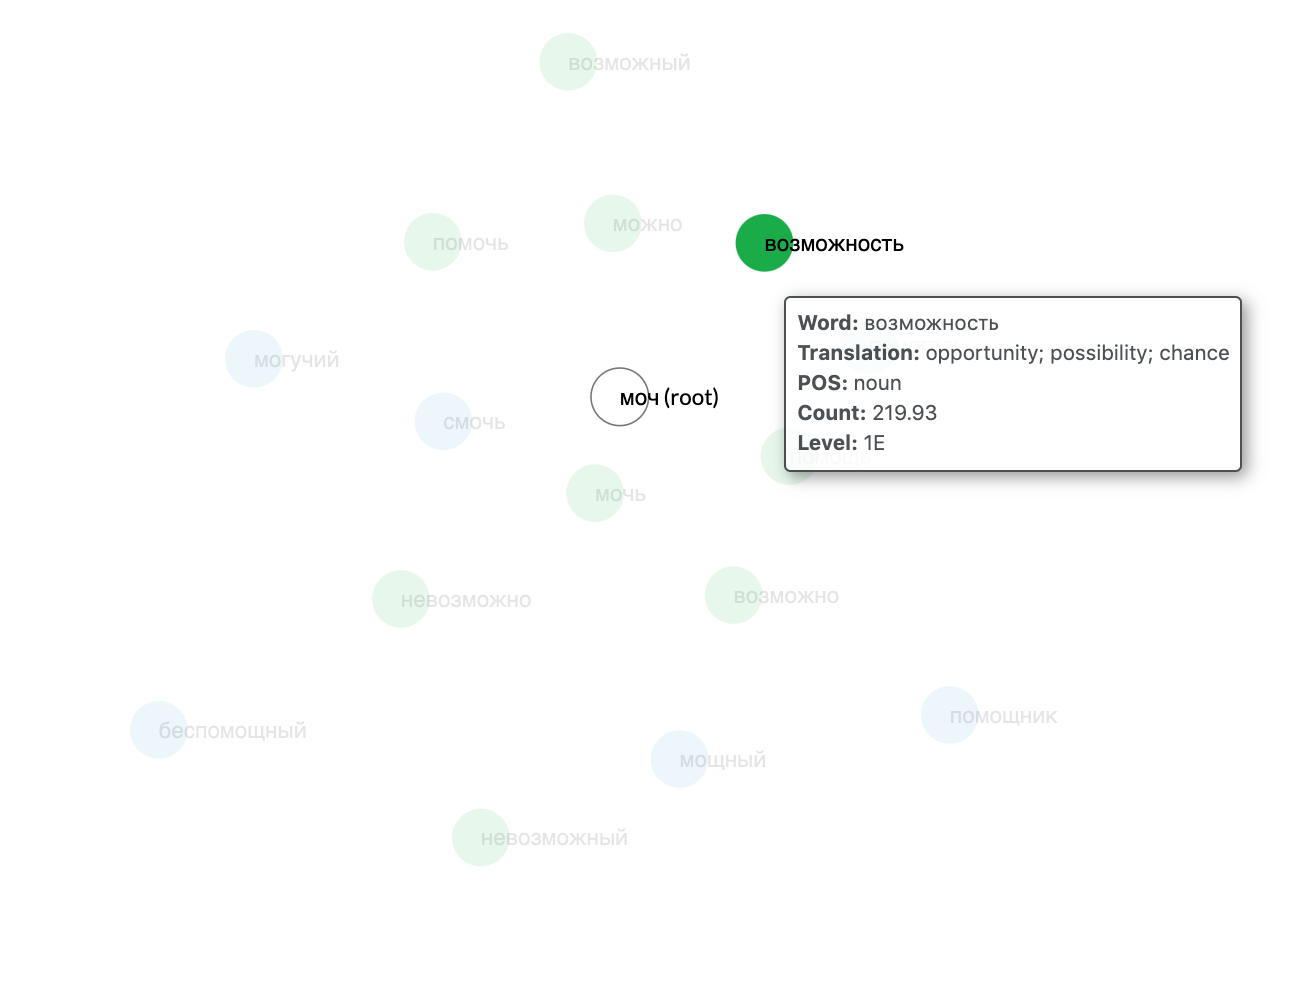 возможный
можно
помочь
возможность
Word: возможность
Translation: opportunity; possibility; chance
POS: noun
Count: 219.93
Level: 1E
могучий
моч (root)
смочь
мочь
невозможно
возможно
беспомощный
помощник
мощный
невозможный